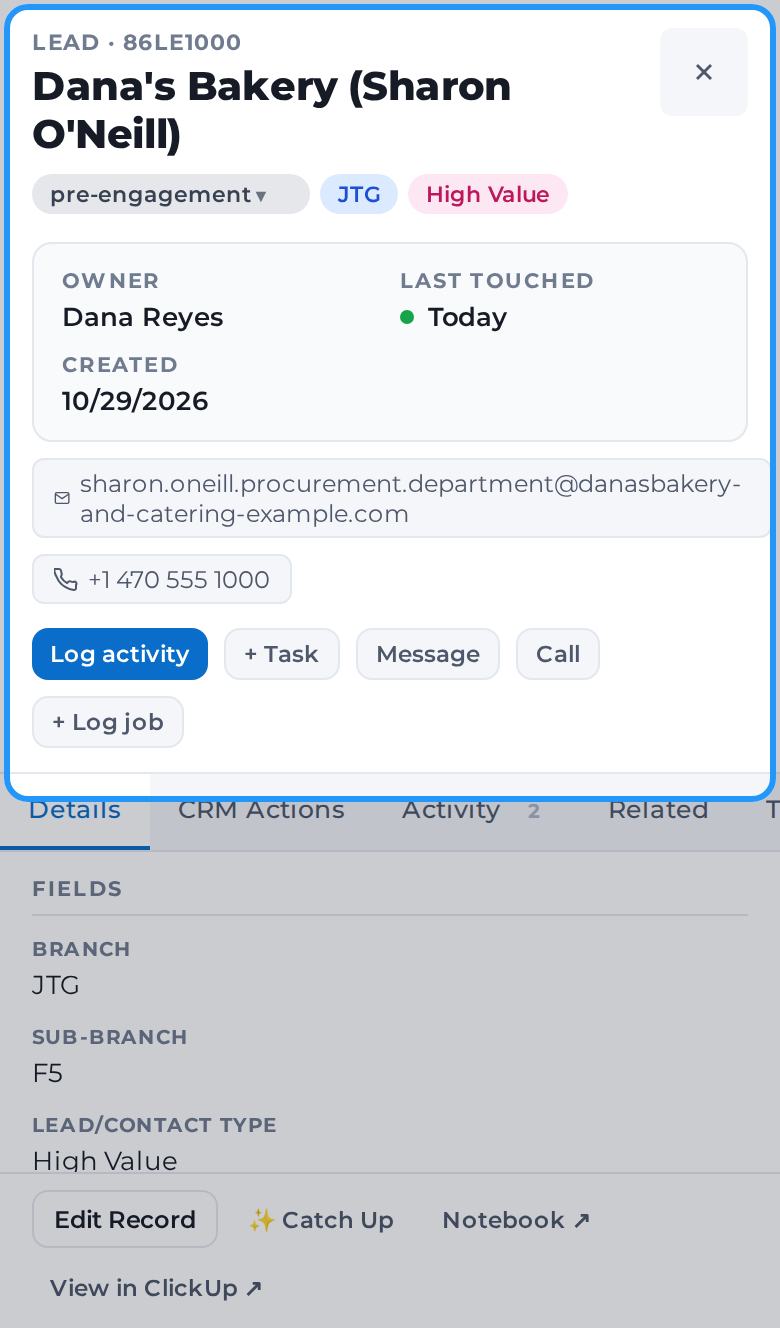 LEAD · 86LE1000
Dana's Bakery (Sharon
O'Neill)
×
pre-engagement ▾ JTG High Value
OWNER LAST TOUCHED
Dana Reyes Today
CREATED
10/29/2026
sharon.oneill.procurement.department@danasbakery-
and-catering-example.com
+1 470 555 1000
Log activity + Task Message Call
+ Log job
Details CRM Actions Activity 2 Related T
FIELDS
BRANCH
JTG
SUB-BRANCH
F5
LEAD/CONTACT TYPE
High Value
Edit Record ✨ Catch Up Notebook ↗
View in ClickUp ↗